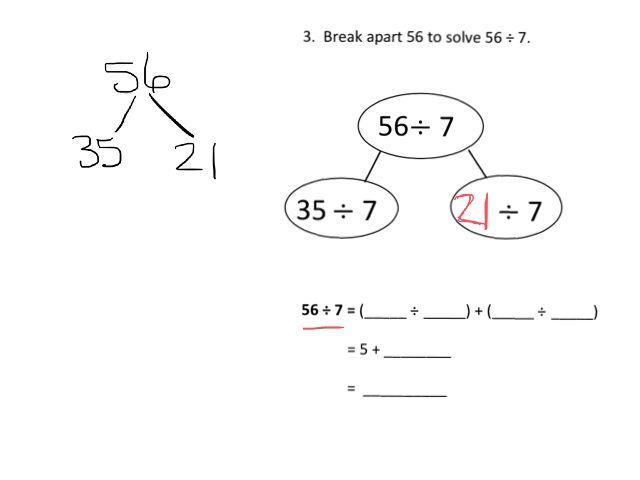 3. Break apart 56 to solve 56 ÷ 7.
56
35 21
56÷ 7
35 ÷ 7 21 ÷ 7
56 ÷ 7 = (_____ ÷ _____) + (_____ ÷ _____)
= 5 + ________
= __________